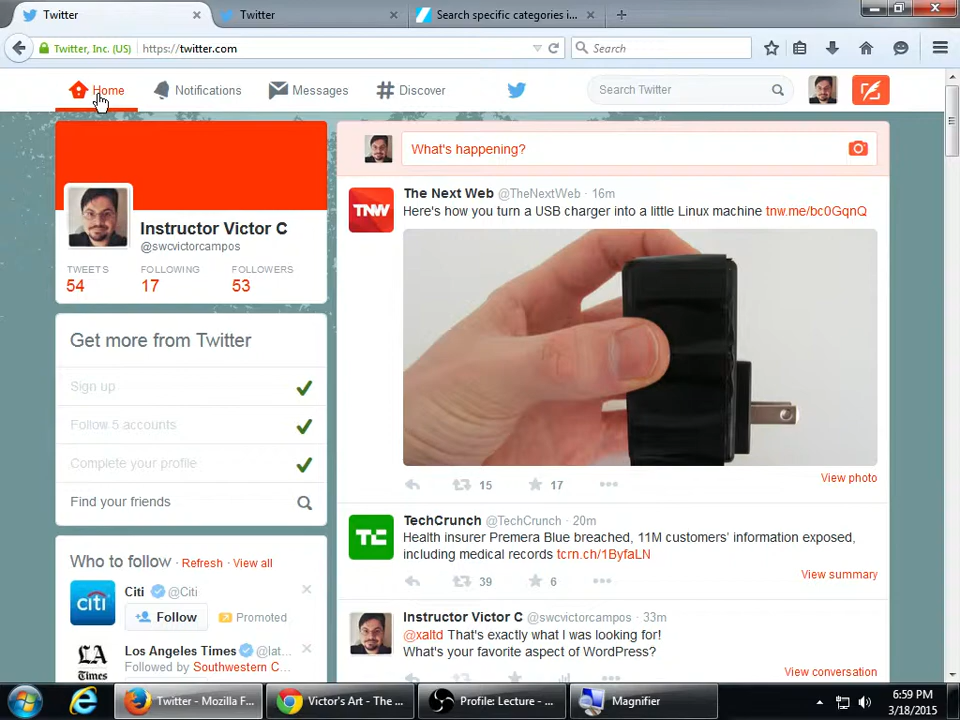 Twitter
Twitter
Search specific categories i...
Twitter, Inc. (US)
https://twitter.com
Search
Home
Notifications
Messages
Discover
Search Twitter
Instructor Victor C
@swcvictorcampos
TWEETS
FOLLOWING
FOLLOWERS
54
17
53
Get more from Twitter
Sign up
Follow 5 accounts
Complete your profile
Find your friends
Who to follow · Refresh · View all
citi
Citi @Citi
Follow
Promoted
LA Times
Los Angeles Times @lat...
Followed by Southwestern C...
What's happening?
TNW
The Next Web @TheNextWeb · 16m
Here's how you turn a USB charger into a little Linux machine tnw.me/bc0GqnQ
15
17
View photo
TC
TechCrunch @TechCrunch · 20m
Health insurer Premera Blue breached, 11M customers' information exposed,
including medical records tcrn.ch/1ByfaLN
39
6
View summary
Instructor Victor C @swcvictorcampos · 33m
@xaltd That's exactly what I was looking for!
What's your favorite aspect of WordPress?
View conversation
Twitter - Mozilla F...
Victor's Art - The ...
Profile: Lecture - ...
Magnifier
6:59 PM
3/18/2015